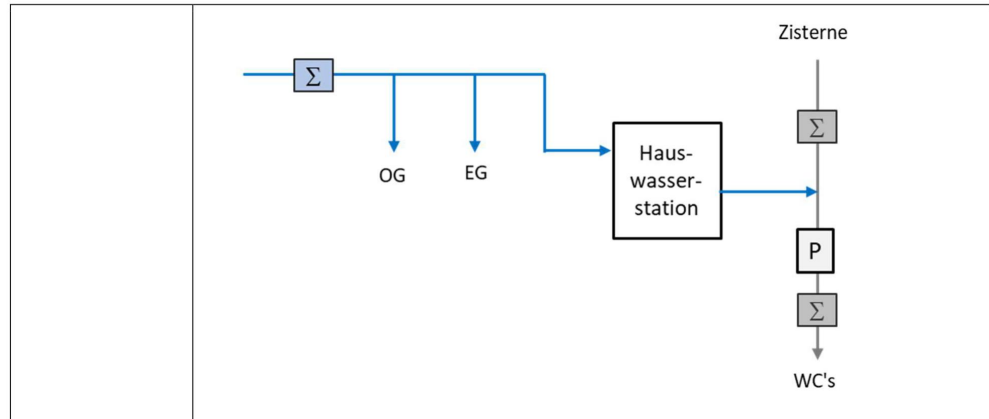 Zisterne
Σ
Σ
OG
EG
Haus-
wasser-
station
P
Σ
WC's